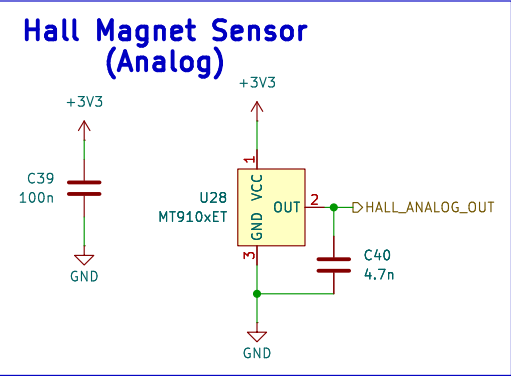 Hall Magnet Sensor
(Analog)
+3V3
+3V3
C39
100n
GND
1
VCC
GND
OUT
2
3
U28
MT910xET
HALL_ANALOG_OUT
C40
4.7n
GND